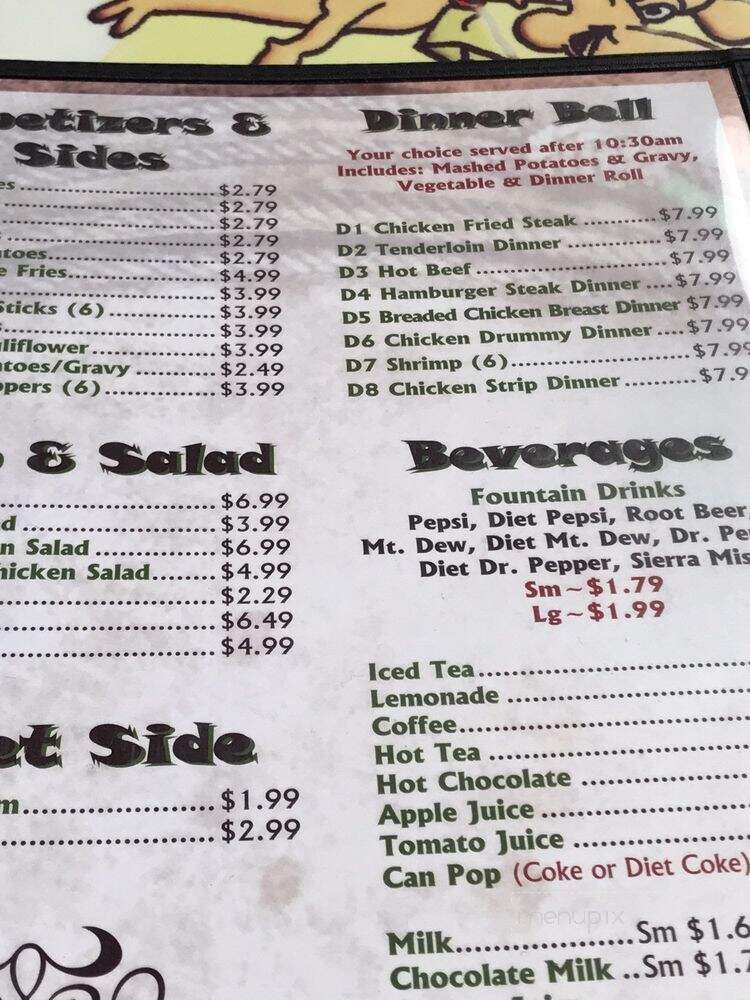 petizers &
Sides
es ........ $2.79
........ $2.79
........ $2.79
........ $2.79
toes ........ $2.79
e Fries ........ $4.99
........ $3.99
Sticks (6) ........ $3.99
........ $3.99
liflower ........ $3.99
atoes/Gravy ........ $2.49
ppers (6) ........ $3.99
& Salad
........ $6.99
d ........ $3.99
n Salad ........ $6.99
hicken Salad ........ $4.99
........ $2.29
........ $6.49
........ $4.99
et Side
m ........ $1.99
........ $2.99
Dinner Bell
Your choice served after 10:30am
Includes: Mashed Potatoes & Gravy,
Vegetable & Dinner Roll
D1 Chicken Fried Steak ........ $7.99
D2 Tenderloin Dinner ........ $7.99
D3 Hot Beef ........ $7.99
D4 Hamburger Steak Dinner .... $7.99
D5 Breaded Chicken Breast Dinner $7.99
D6 Chicken Drummy Dinner .... $7.99
D7 Shrimp (6) ........ $7.99
D8 Chicken Strip Dinner ........ $7.9
Beverages
Fountain Drinks
Pepsi, Diet Pepsi, Root Beer,
Mt. Dew, Diet Mt. Dew, Dr. Pe
Diet Dr. Pepper, Sierra Mis
Sm~$1.79
Lg~$1.99
Iced Tea ........
Lemonade ........
Coffee ........
Hot Tea ........
Hot Chocolate ........
Apple Juice ........
Tomato Juice ........
Can Pop (Coke or Diet Coke)
Milk ........ Sm $1.6
Chocolate Milk .. Sm $1.7
menupix